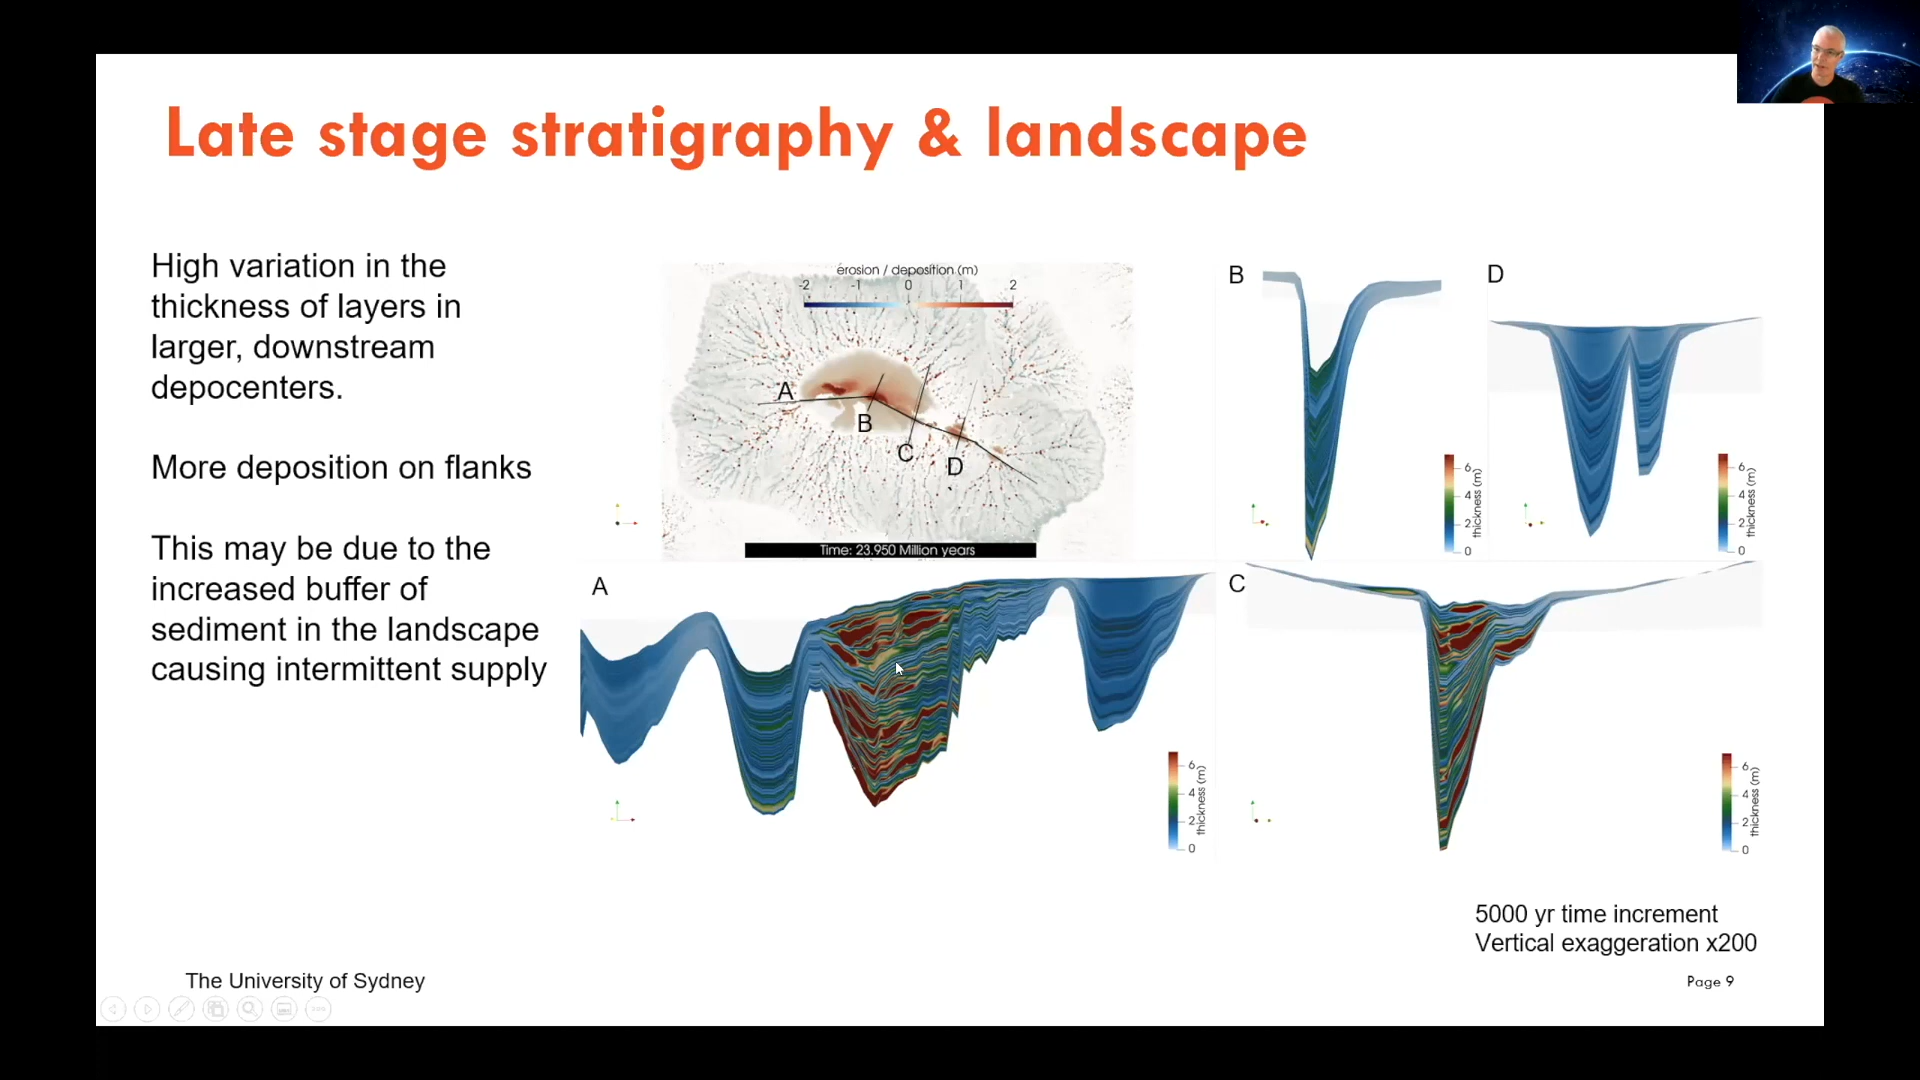 Late stage stratigraphy & landscape
High variation in the
thickness of layers in
larger, downstream
depocenters.
More deposition on flanks
This may be due to the
increased buffer of
sediment in the landscape
causing intermittent supply
erosion / deposition (m)
-2 -1 0 1 2
A
B
C
D
Time: 23.950 Million years
B
6
4
2
0
thickness (m)
D
6
4
2
0
thickness (m)
A
6
4
2
0
thickness (m)
C
6
4
2
0
thickness (m)
5000 yr time increment
Vertical exaggeration x200
The University of Sydney
Page 9